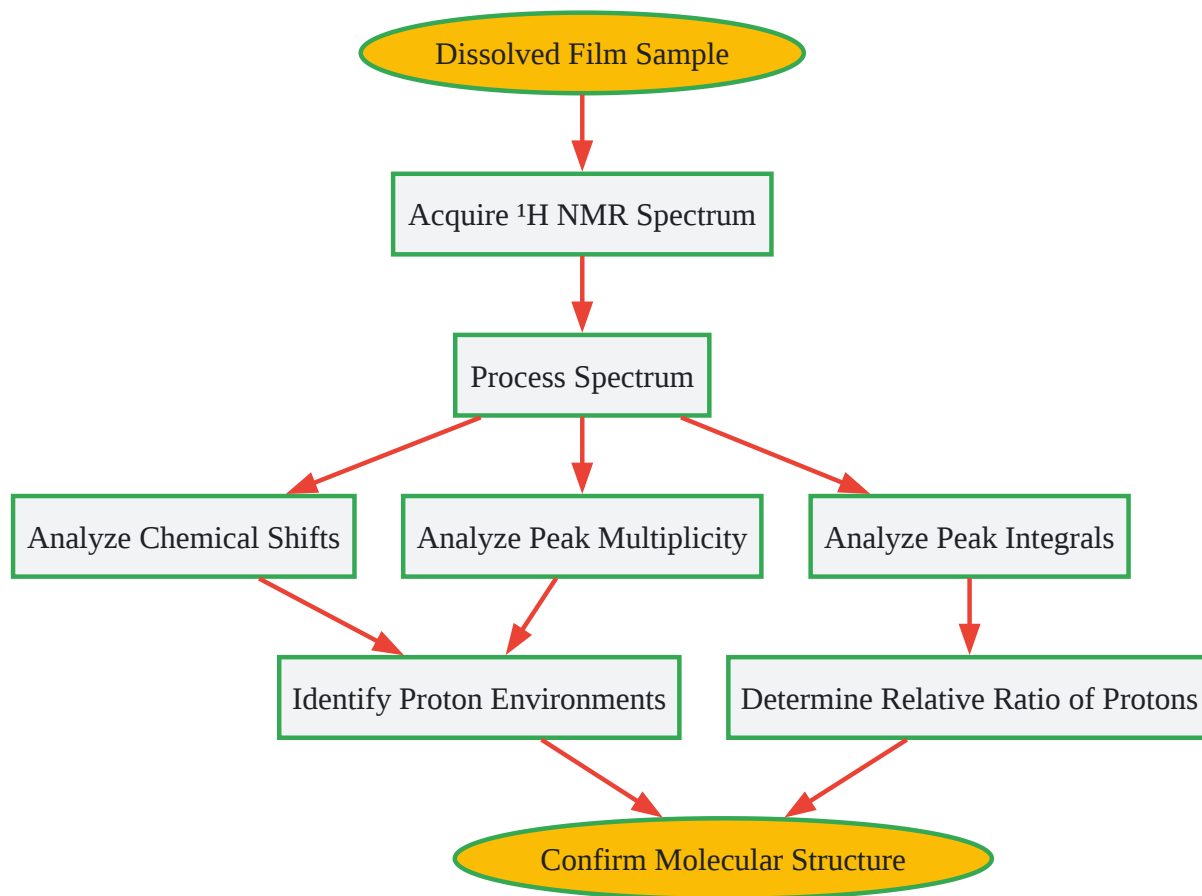 Dissolved Film Sample
Acquire ¹H NMR Spectrum
Process Spectrum
Analyze Chemical Shifts
Analyze Peak Multiplicity
Analyze Peak Integrals
Identify Proton Environments
Determine Relative Ratio of Protons
Confirm Molecular Structure